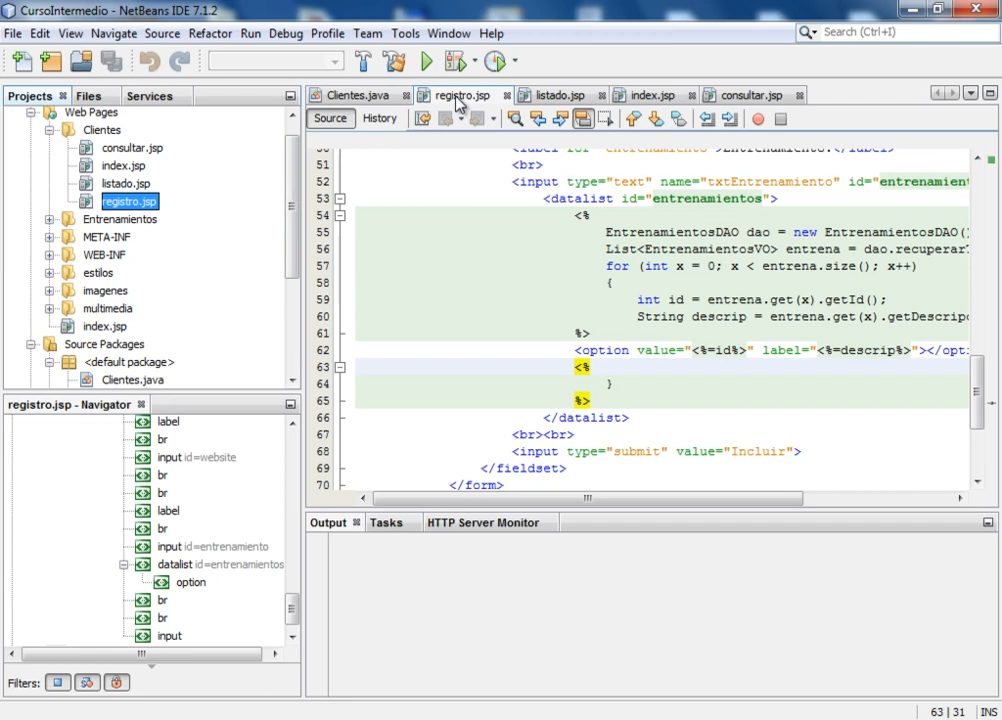 CursoIntermedio - NetBeans IDE 7.1.2
File Edit View Navigate Source Refactor Run Debug Profile Team Tools Window Help
Search (Ctrl+I)
Projects Files Services
Web Pages
Clientes
consultar.jsp
index.jsp
listado.jsp
registro.jsp
Entrenamientos
META-INF
WEB-INF
estilos
imagenes
multimedia
index.jsp
Source Packages
<default package>
Clientes.java
registro.jsp - Navigator
label
br
input id=website
br
br
label
br
input id=entrenamiento
datalist id=entrenamientos
option
br
br
input
Filters:
Clientes.java registro.jsp listado.jsp index.jsp consultar.jsp
Source History
51 <br>
52 <input type="text" name="txtEntrenamiento" id="entrenamient
53 <datalist id="entrenamientos">
54 <%
55 EntrenamientosDAO dao = new EntrenamientosDAO()
56 List<EntrenamientosVO> entrena = dao.recuperarT
57 for (int x = 0; x < entrena.size(); x++)
58 {
59 int id = entrena.get(x).getId();
60 String descrip = entrena.get(x).getDescripc
61 %>
62 <option value="<%=id%>" label="<%=descrip%>"></opti
63 <%
64 }
65 %>
66 </datalist>
67 <br><br>
68 <input type="submit" value="Incluir">
69 </fieldset>
70 </form>
Output Tasks HTTP Server Monitor
63 | 31 INS